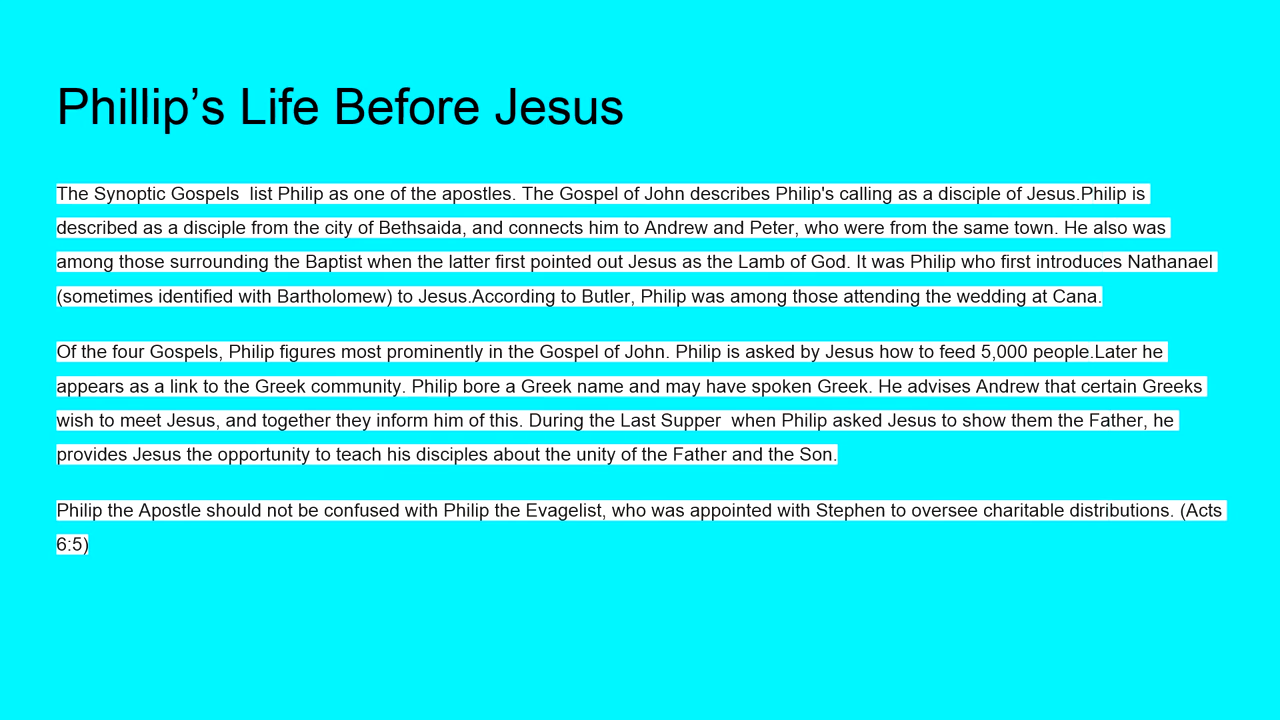 Phillip’s Life Before Jesus
The Synoptic Gospels  list Philip as one of the apostles. The Gospel of John describes Philip's calling as a disciple of Jesus.Philip is
described as a disciple from the city of Bethsaida, and connects him to Andrew and Peter, who were from the same town. He also was
among those surrounding the Baptist when the latter first pointed out Jesus as the Lamb of God. It was Philip who first introduces Nathanael
(sometimes identified with Bartholomew) to Jesus.According to Butler, Philip was among those attending the wedding at Cana.
Of the four Gospels, Philip figures most prominently in the Gospel of John. Philip is asked by Jesus how to feed 5,000 people.Later he
appears as a link to the Greek community. Philip bore a Greek name and may have spoken Greek. He advises Andrew that certain Greeks
wish to meet Jesus, and together they inform him of this. During the Last Supper  when Philip asked Jesus to show them the Father, he
provides Jesus the opportunity to teach his disciples about the unity of the Father and the Son.
Philip the Apostle should not be confused with Philip the Evagelist, who was appointed with Stephen to oversee charitable distributions. (Acts
6:5)